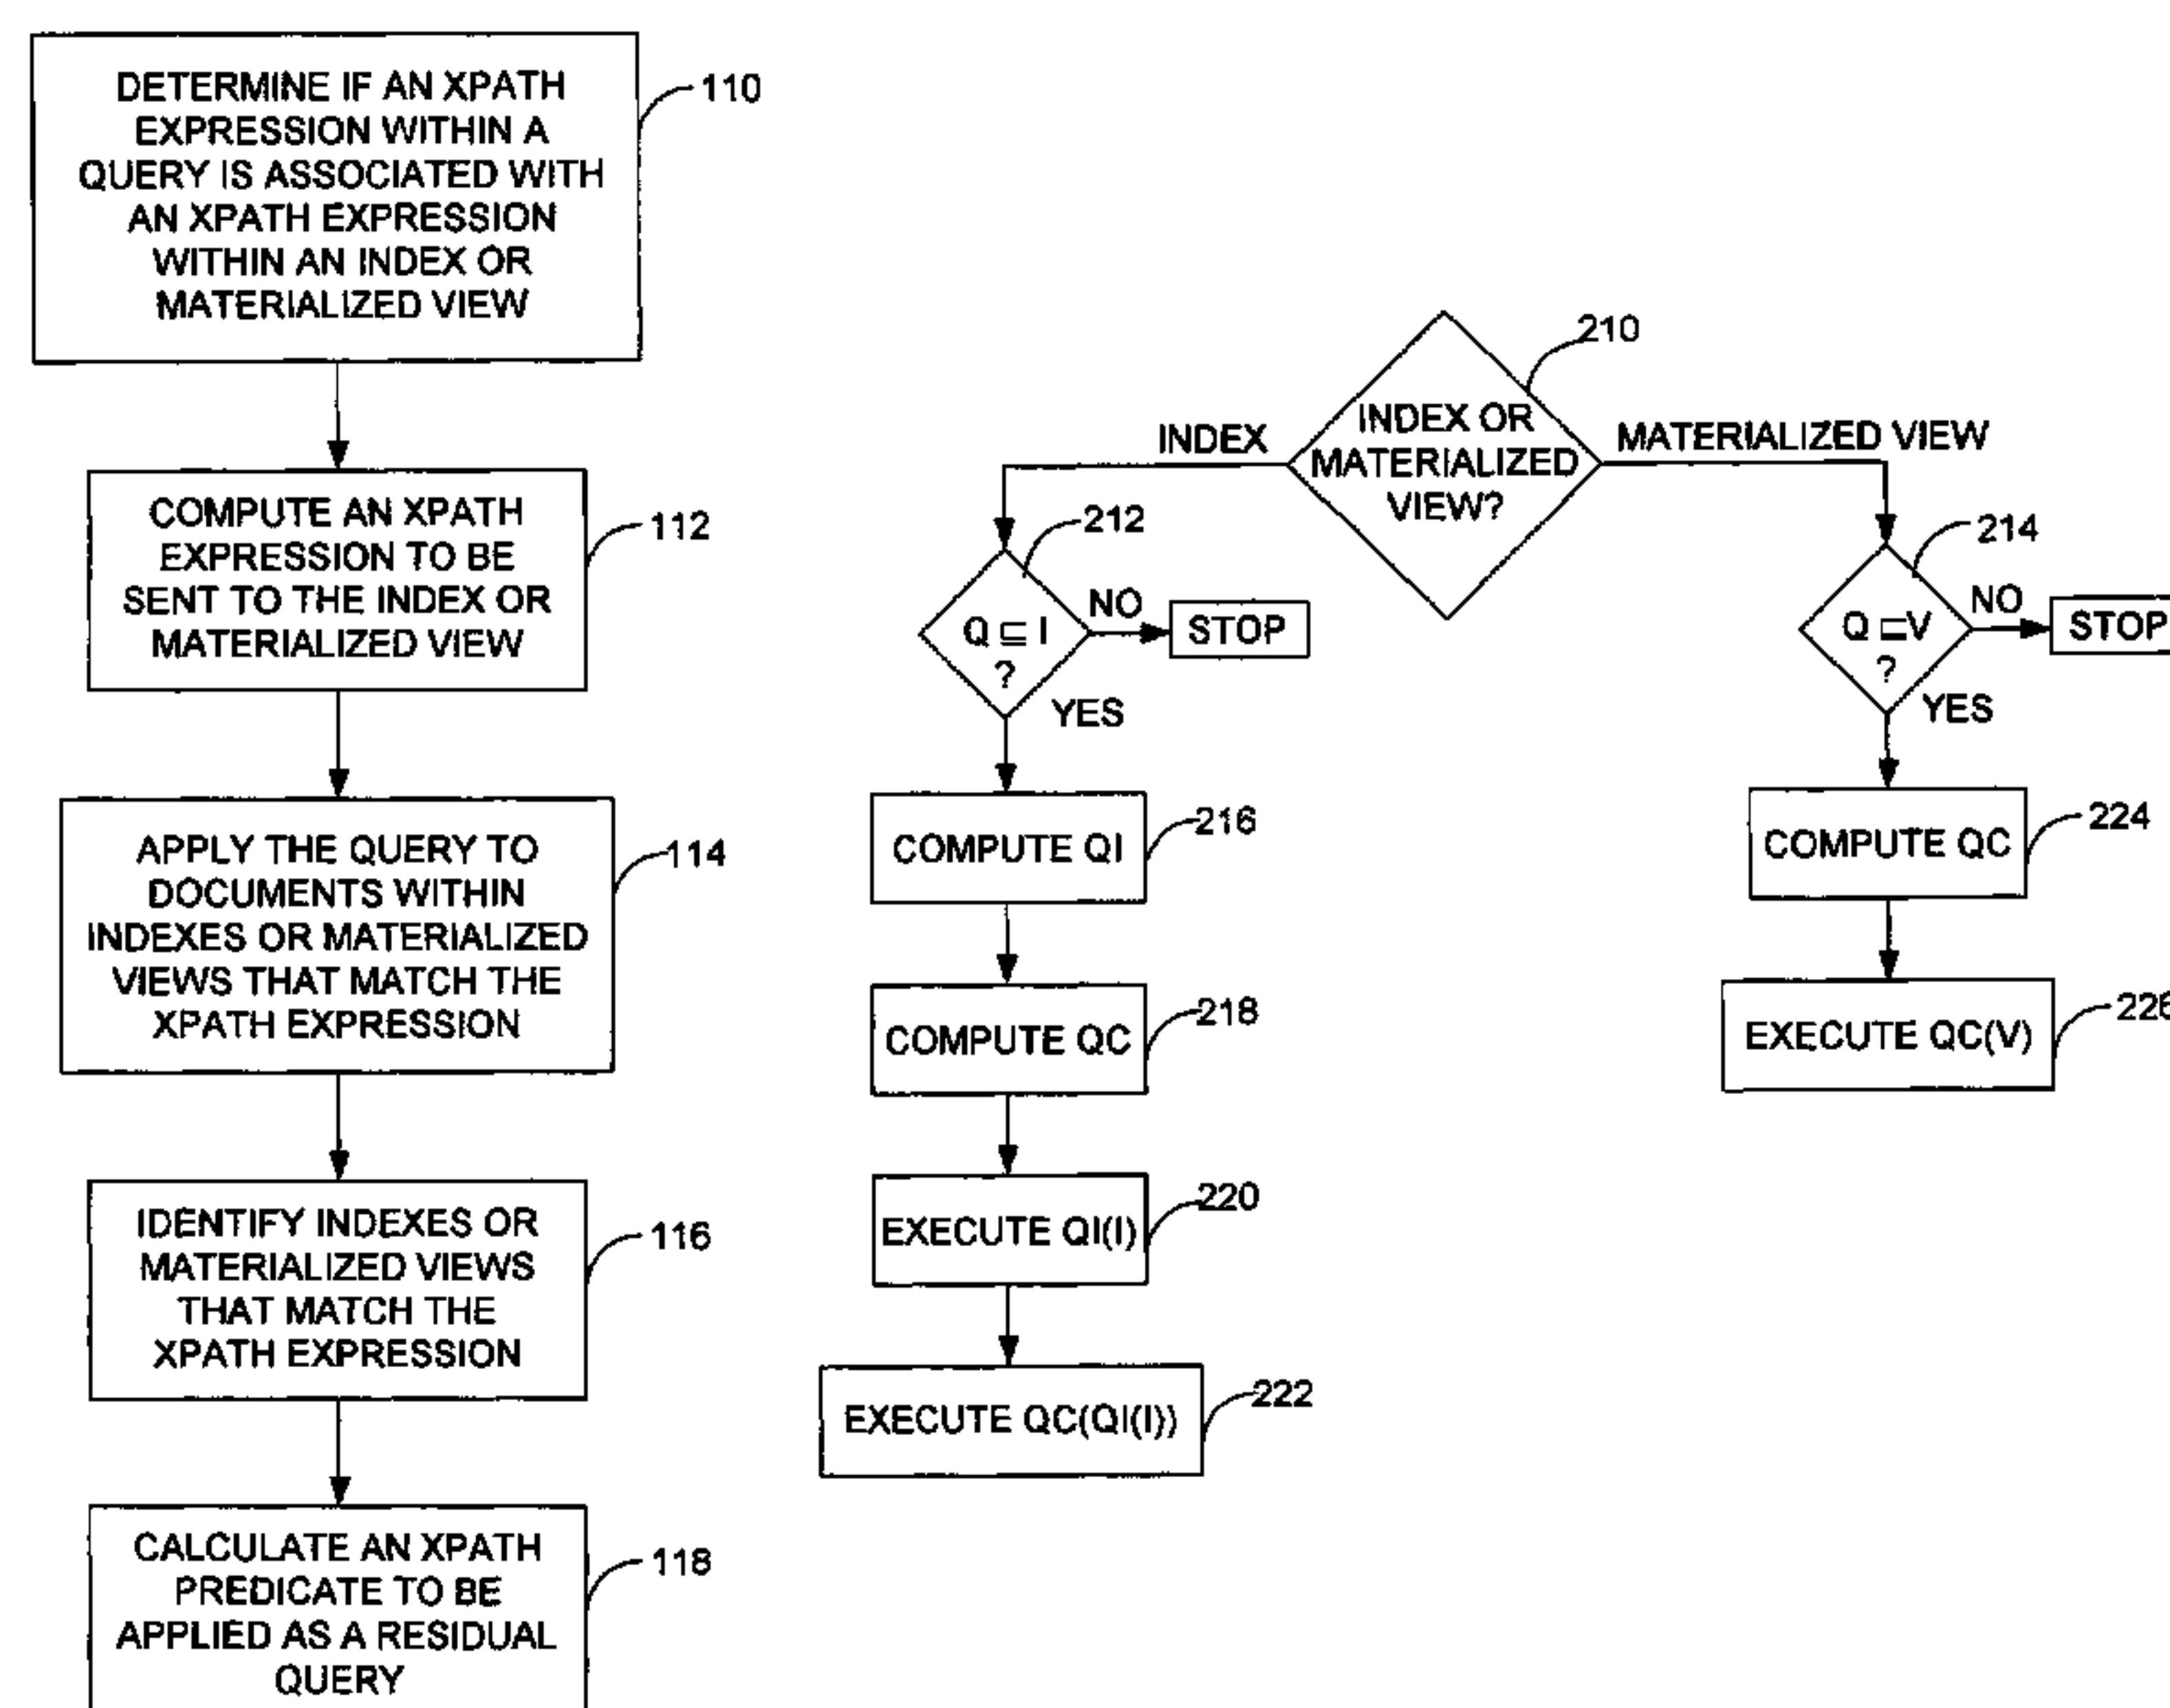 DETERMINE IF AN XPATH
EXPRESSION WITHIN A
QUERY IS ASSOCIATED WITH
AN XPATH EXPRESSION
WITHIN AN INDEX OR
MATERIALIZED VIEW
110
COMPUTE AN XPATH
EXPRESSION TO BE
SENT TO THE INDEX OR
MATERIALIZED VIEW
112
APPLY THE QUERY TO
DOCUMENTS WITHIN
INDEXES OR MATERIALIZED
VIEWS THAT MATCH THE
XPATH EXPRESSION
114
IDENTIFY INDEXES OR
MATERIALIZED VIEWS
THAT MATCH THE
XPATH EXPRESSION
116
CALCULATE AN XPATH
PREDICATE TO BE
APPLIED AS A RESIDUAL
QUERY
118
210
INDEX OR
MATERIALIZED
VIEW?
INDEX
MATERIALIZED VIEW
212
Q ⊑ I
?
NO
STOP
YES
216
COMPUTE QI
218
COMPUTE QC
220
EXECUTE QI(I)
222
EXECUTE QC(QI(I))
214
Q ⊏V
?
NO
STOP
YES
224
COMPUTE QC
226
EXECUTE QC(V)